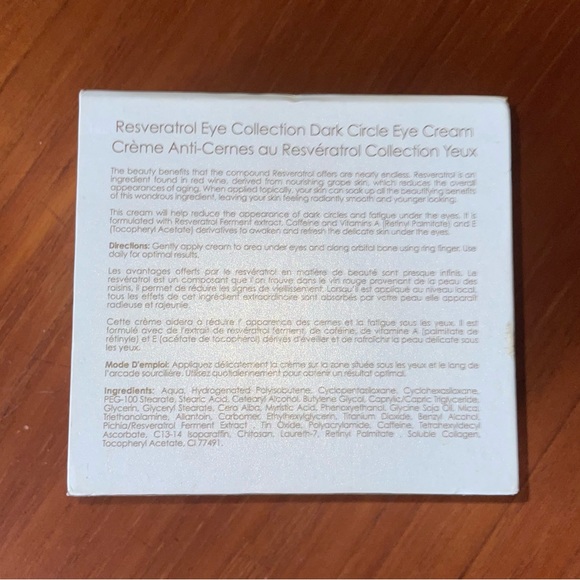 Resveratrol Eye Collection Dark Circle Eye Cream
Crème Anti-Cernes au Resvératrol Collection Yeux
The beauty benefits that the compound Resveratrol offers are nearly endless. Resveratrol is an
ingredient found in red wine, derived from nourishing grape skin, which reduces the overall
appearances of aging. When applied topically, your skin can soak up all the beautifying benefits
of this wondrous ingredient, leaving your skin feeling radiantly smooth and younger looking.
This cream will help reduce the appearance of dark circles and fatigue under the eyes. It is
formulated with Resveratrol Ferment extract, Caffeine and Vitamins A (Retinyl Palmitate) and E
(Tocopheryl Acetate) derivatives to awaken and refresh the delicate skin under the eyes.
Directions: Gently apply cream to area under eyes and along orbital bone using ring finger. Use
daily for optimal results.
Les avantages offerts par le resvératrol en matière de beauté sont presque infinis. Le
resvératrol est un composant que l'on trouve dans le vin rouge provenant de la peau des
raisins, il permet de réduire les signes de vieillissement. Lorsqu'il est appliqué au niveau local,
tous les effets de cet ingrédient extraordinaire sont absorbés par votre peau elle apparaît
radieuse et rajeunie.
Cette crème aidera à réduire l' apparence des cernes et la fatigue sous les yeux. Il est
formulé avec de l'extrait de resvératrol ferment, de caféine, de vitamine A (palmitate de
rétinyle) et E (acétate de tocopherol) dérivés d'éveiller et de rafraîchir la peau délicate sous
les yeux.
Mode D'emploi: Appliquez délicatement la crème sur la zone située sous les yeux et le long de
l'arcade sourcilière. Utilisez quotidiennement pour obtenir un résultat optimal.
Ingredients: Aqua, Hydrogenated Polyisobutene, Cyclopentasiloxane, Cyclohexasiloxane,
PEG-100 Stearate, Stearic Acid, Cetearyl Alcohol, Butylene Glycol, Caprylic/Capric Triglyceride,
Glycerin, Glyceryl Stearate, Cera Alba, Myristic Acid, Phenoxyethanol, Glycine Soja Oil, Mica,
Triethanolamine, Allantoin, Carbomer, Ethylhexylglycerin, Titanium Dioxide, Benzyl Alcohol,
Pichia/Resveratrol Ferment Extract , Tin Oxide, Polyacrylamide, Caffeine, Tetrahexyldecyl
Ascorbate, C13-14 Isoparaffin, Chitosan, Laureth-7, Retinyl Palmitate , Soluble Collagen,
Tocopheryl Acetate, CI 77491.